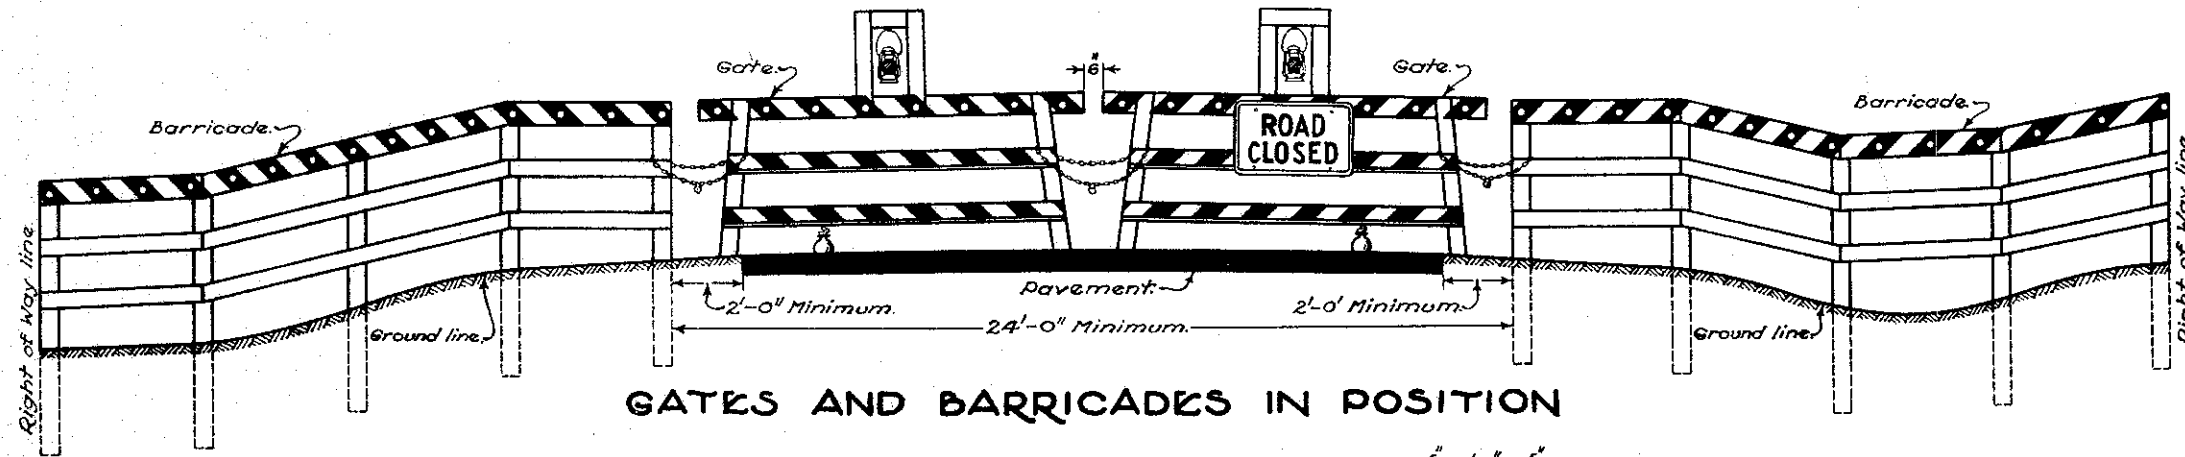 Gate.
6"
Gate.
Barricade.
Barricade.
ROAD
CLOSED
Right of Way line.
Right of Way line.
Pavement.
2'-0" Minimum.
2'-0' Minimum.
24'-0" Minimum.
Ground line.
Ground line.
GATES AND BARRICADES IN POSITION